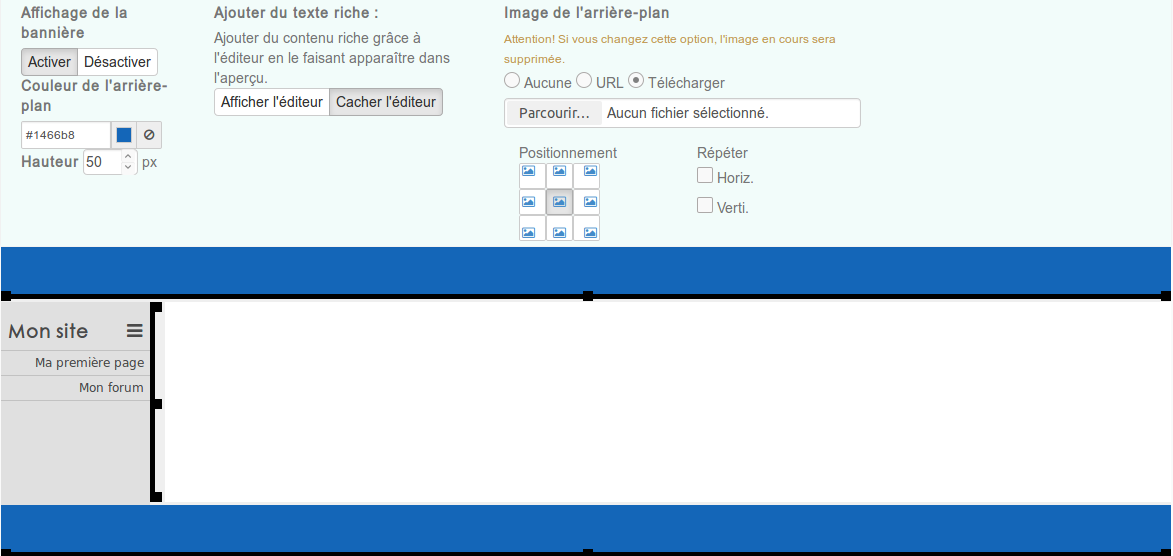 Affichage de la
bannière
Activer Désactiver
Couleur de l'arrière-
plan
#1466b8
Hauteur 50 px
Ajouter du texte riche :
Ajouter du contenu riche grâce à
l'éditeur en le faisant apparaître dans
l'aperçu.
Afficher l'éditeur Cacher l'éditeur
Image de l'arrière-plan
Attention! Si vous changez cette option, l'image en cours sera
supprimée.
Aucune URL Télécharger
Parcourir... Aucun fichier sélectionné.
Positionnement
Répéter
Horiz.
Verti.
Mon site
Ma première page
Mon forum